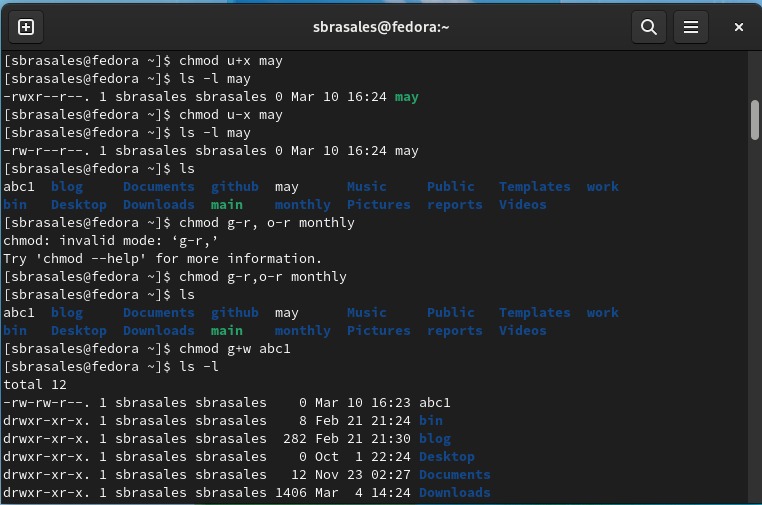 sbrasales@fedora:~
[sbrasales@fedora ~]$ chmod u+x may
[sbrasales@fedora ~]$ ls -l may
-rwxr--r--. 1 sbrasales sbrasales 0 Mar 10 16:24 may
[sbrasales@fedora ~]$ chmod u-x may
[sbrasales@fedora ~]$ ls -l may
-rw-r--r--. 1 sbrasales sbrasales 0 Mar 10 16:24 may
[sbrasales@fedora ~]$ ls
abc1  blog     Documents  github  may      Music     Public   Templates  work
bin   Desktop  Downloads  main    monthly  Pictures  reports  Videos
[sbrasales@fedora ~]$ chmod g-r, o-r monthly
chmod: invalid mode: ‘g-r,’
Try 'chmod --help' for more information.
[sbrasales@fedora ~]$ chmod g-r,o-r monthly
[sbrasales@fedora ~]$ ls
abc1  blog     Documents  github  may      Music     Public   Templates  work
bin   Desktop  Downloads  main    monthly  Pictures  reports  Videos
[sbrasales@fedora ~]$ chmod g+w abc1
[sbrasales@fedora ~]$ ls -l
total 12
-rw-rw-r--. 1 sbrasales sbrasales    0 Mar 10 16:23 abc1
drwxr-xr-x. 1 sbrasales sbrasales    8 Feb 21 21:24 bin
drwxr-xr-x. 1 sbrasales sbrasales  282 Feb 21 21:30 blog
drwxr-xr-x. 1 sbrasales sbrasales    0 Oct  1 22:24 Desktop
drwxr-xr-x. 1 sbrasales sbrasales   12 Nov 23 02:27 Documents
drwxr-xr-x. 1 sbrasales sbrasales 1406 Mar  4 14:24 Downloads